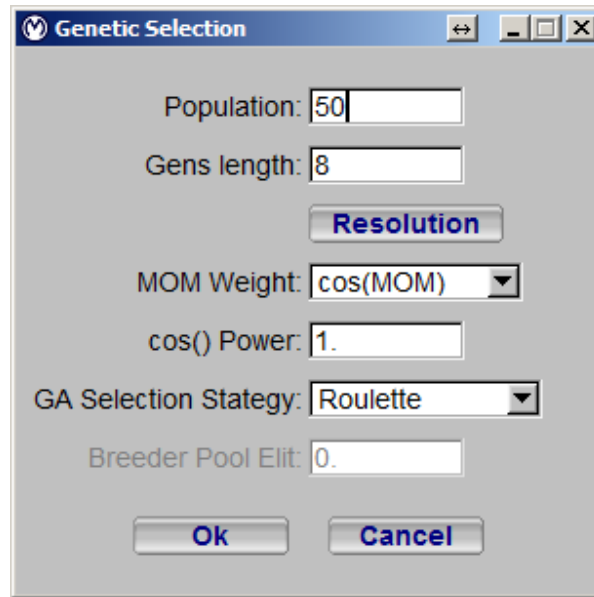 Genetic Selection
Population: 50
Gens length: 8
Resolution
MOM Weight: cos(MOM)
cos() Power: 1.
GA Selection Stategy: Roulette
Breeder Pool Elit: 0.
Ok Cancel